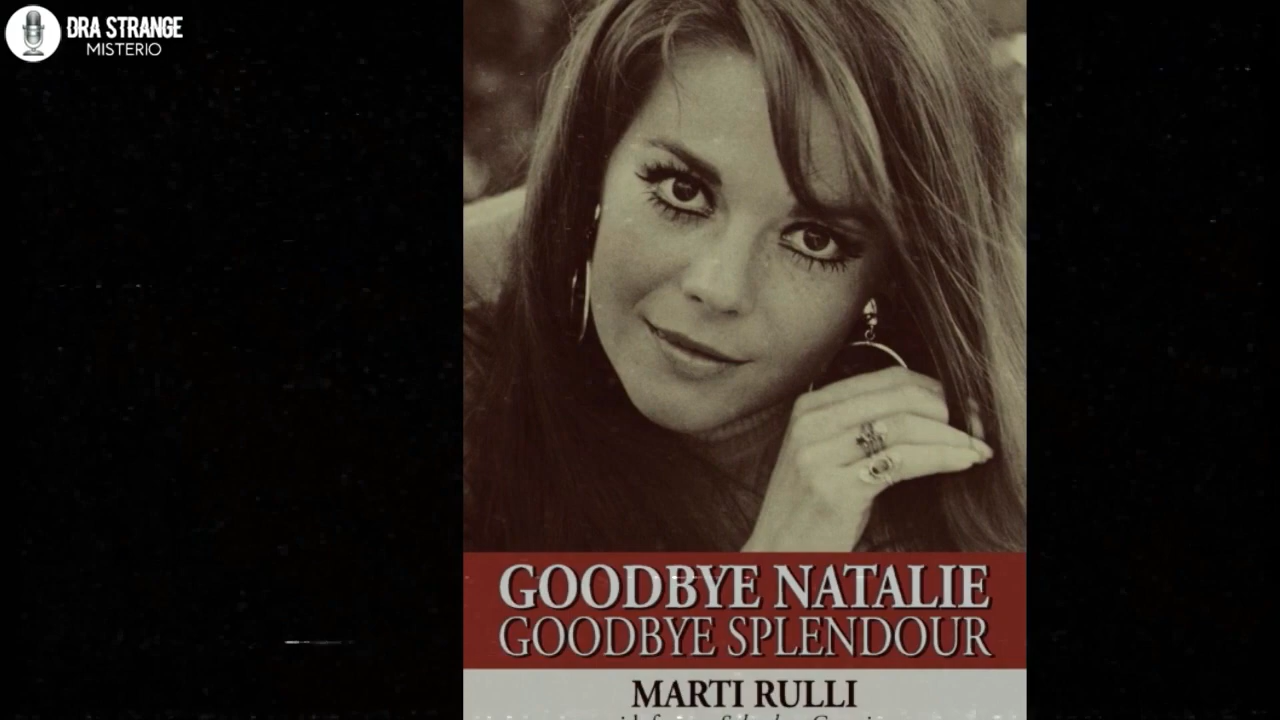 DRA STRANGE
MISTERIO
GOODBYE NATALIE
GOODBYE SPLENDOUR
MARTI RULLI